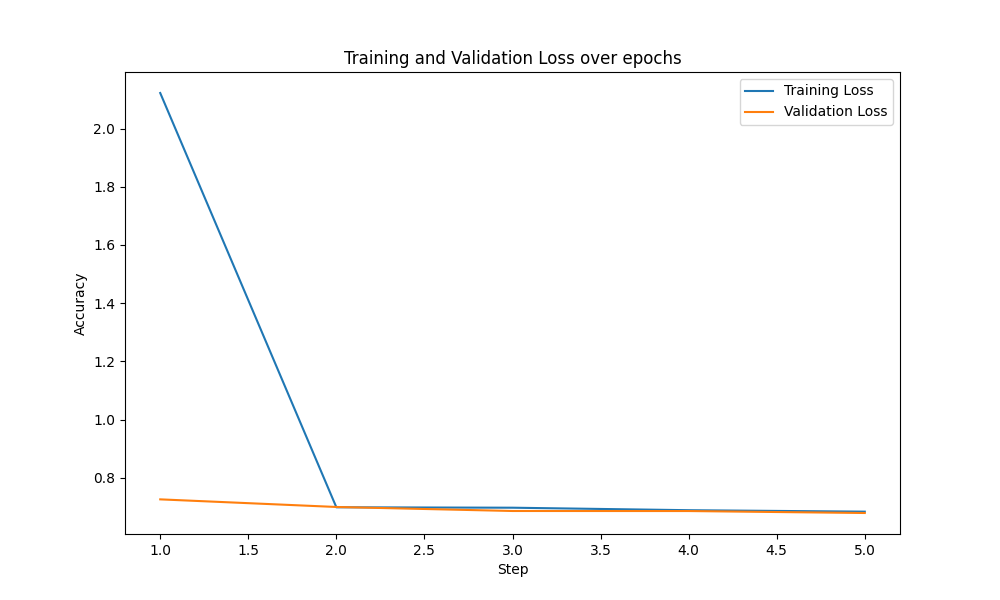 Training and Validation Loss over epochs
Training Loss
Validation Loss
Accuracy
2.0
1.8
1.6
1.4
1.2
1.0
0.8
1.0 1.5 2.0 2.5 3.0 3.5 4.0 4.5 5.0
Step